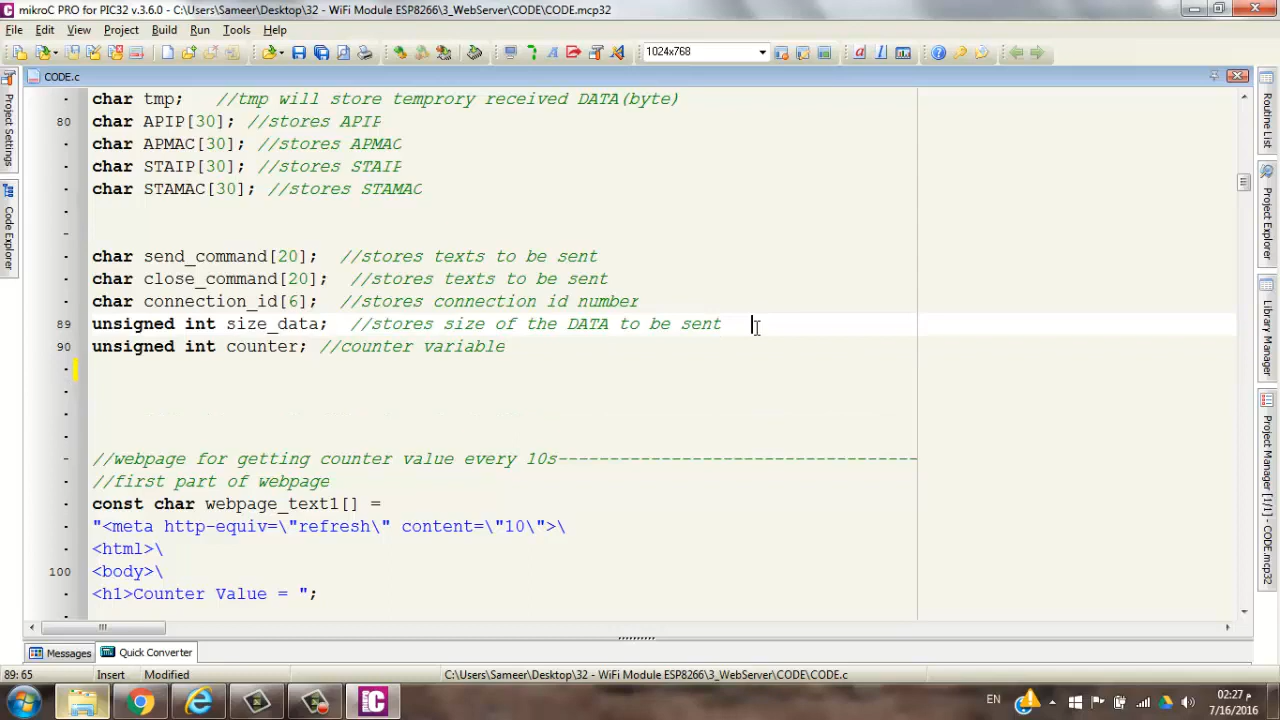 mikroC PRO for PIC32 v.3.6.0 - C:\Users\Sameer\Desktop\32 - WiFi Module ESP8266\3_WebServer\CODE\CODE.mcp32
File Edit View Project Build Run Tools Help
1024x768
CODE.c
char tmp; //tmp will store temprory received DATA(byte)
80 char APIP[30]; //stores APIP
char APMAC[30]; //stores APMAC
char STAIP[30]; //stores STAIP
char STAMAC[30]; //stores STAMAC
char send_command[20]; //stores texts to be sent
char close_command[20]; //stores texts to be sent
char connection_id[6]; //stores connection id number
89 unsigned int size_data; //stores size of the DATA to be sent
90 unsigned int counter; //counter variable
//webpage for getting counter value every 10s-----------------------------------
//first part of webpage
const char webpage_text1[] =
"<meta http-equiv=\"refresh\" content=\"10\">\
<html>\
100 <body>\
<h1>Counter Value = ";
Project Settings
Code Explorer
Routine List
Project Explorer
Library Manager
Project Manager [1/1] - CODE.mcp32
Messages Quick Converter
89: 65 Insert Modified C:\Users\Sameer\Desktop\32 - WiFi Module ESP8266\3_WebServer\CODE\CODE.c
EN
02:27 م
7/16/2016